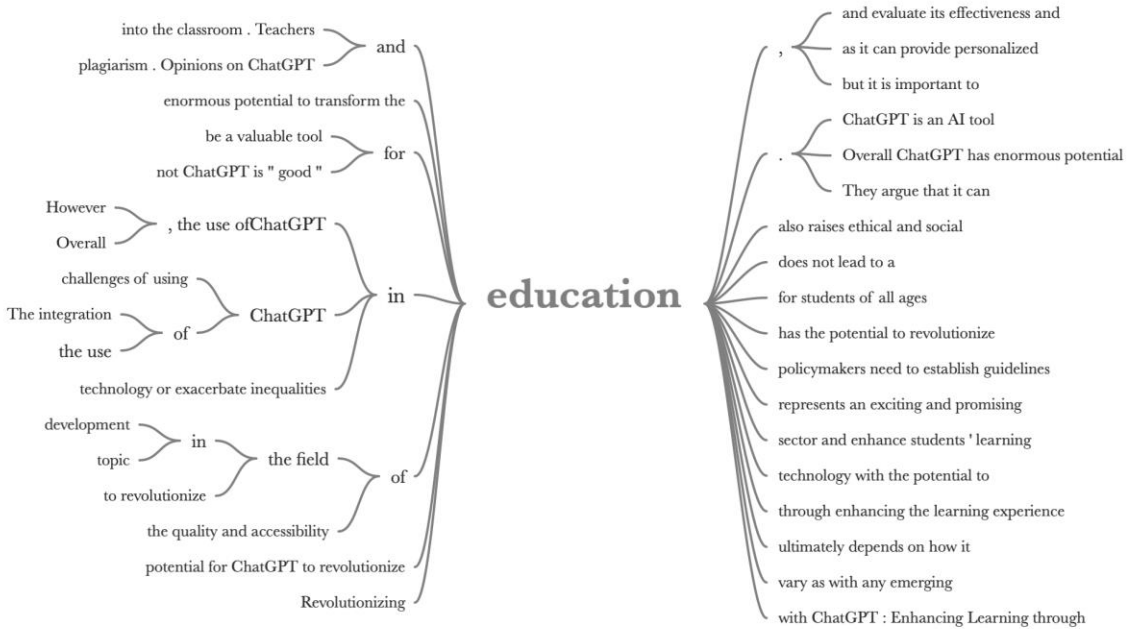 into the classroom . Teachers
plagiarism . Opinions on ChatGPT
and
enormous potential to transform the
be a valuable tool
not ChatGPT is " good "
for
However
Overall
, the use ofChatGPT
challenges of using
The integration
the use
of
ChatGPT
technology or exacerbate inequalities
in
development
topic
in
to revolutionize
the field
the quality and accessibility
of
potential for ChatGPT to revolutionize
Revolutionizing
education
,
and evaluate its effectiveness and
as it can provide personalized
but it is important to
.
ChatGPT is an AI tool
Overall ChatGPT has enormous potential
They argue that it can
also raises ethical and social
does not lead to a
for students of all ages
has the potential to revolutionize
policymakers need to establish guidelines
represents an exciting and promising
sector and enhance students ' learning
technology with the potential to
through enhancing the learning experience
ultimately depends on how it
vary as with any emerging
with ChatGPT : Enhancing Learning through